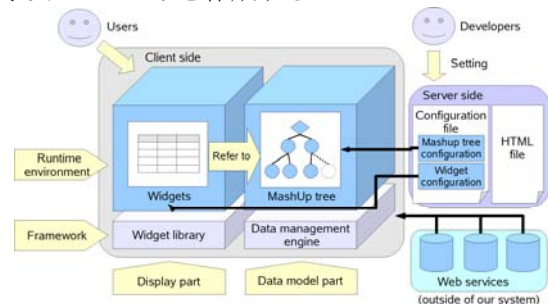 Users
Developers
Client side
Setting
Server side
Configuration
file
Mashup tree
configuration
Widget
configuration
HTML
file
Refer to
Runtime
environment
Widgets
MashUp tree
Framework
Widget library
Data management
engine
Display part
Data model part
Web services
(outside of our system)